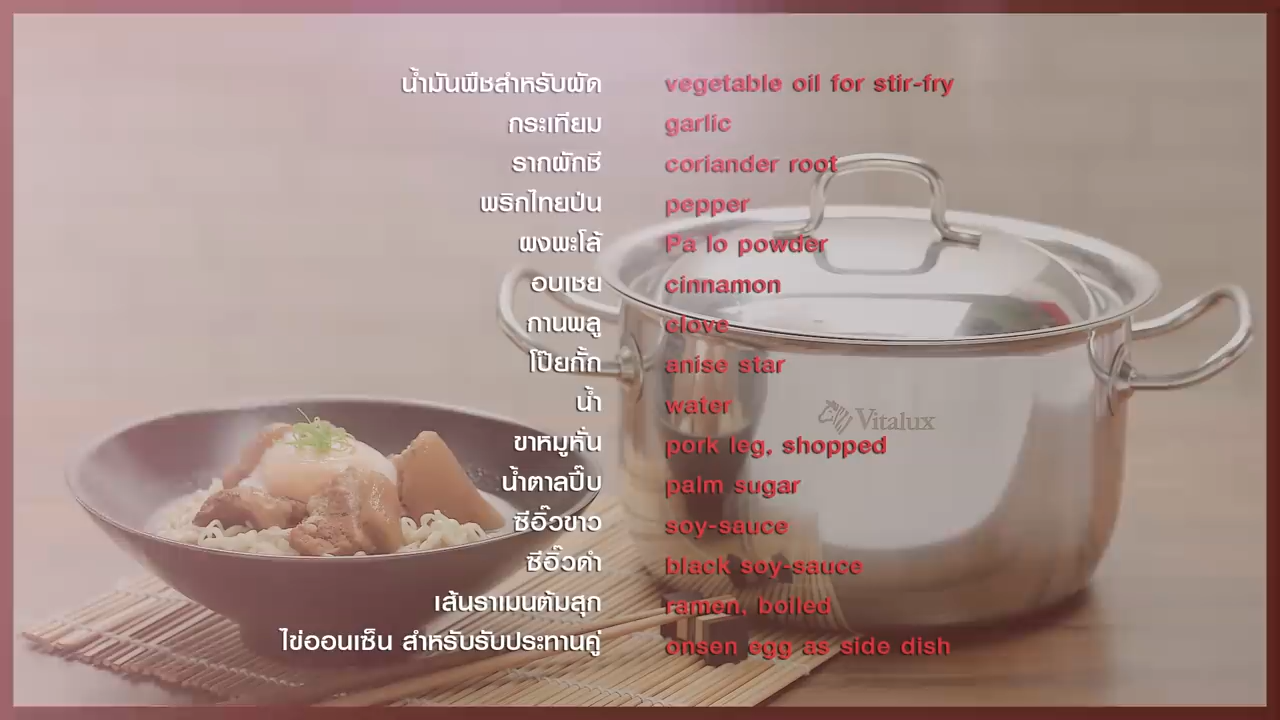 น้ำมันพืชสำหรับผัด vegetable oil for stir-fry
กระเทียม garlic
รากผักชี coriander root
พริกไทยป่น pepper
ผงพะโล้ Pa lo powder
อบเชย cinnamon
กานพลู clove
โป๊ยกั้ก anise star
น้ำ water
Vitalux
ขาหมูหั่น pork leg, shopped
น้ำตาลปี๊บ palm sugar
ซีอิ๊วขาว soy-sauce
ซีอิ๊วดำ black soy-sauce
เส้นราเมนต้มสุก ramen, boiled
ไข่ออนเซ็น สำหรับรับประทานคู่ onsen egg as side dish